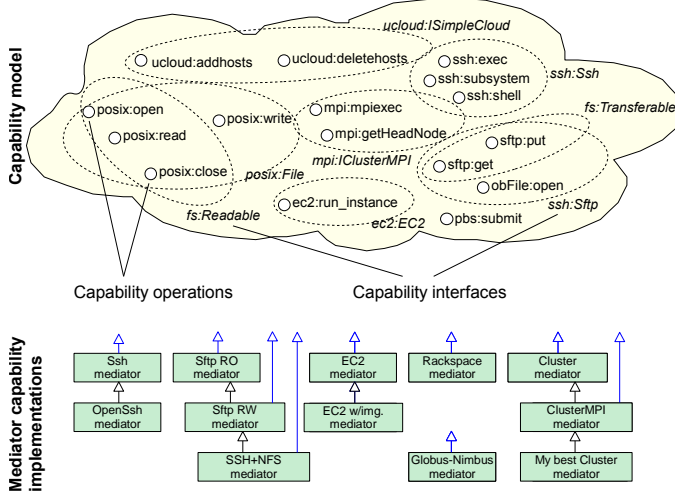 Capability model
ucloud:ISimpleCloud
ucloud:addhosts
ucloud:deletehosts
ssh:exec
ssh:subsystem
ssh:shell
ssh:Ssh
fs:Transferable
posix:open
posix:read
posix:write
posix:close
posix:File
mpi:mpiexec
mpi:getHeadNode
mpi:IClusterMPI
sftp:put
sftp:get
obFile:open
ssh:Sftp
fs:Readable
ec2:run_instance
ec2:EC2
pbs:submit
Capability operations
Capability interfaces
Mediator capability
implementations
Ssh
mediator
Sftp RO
mediator
EC2
mediator
Rackspace
mediator
Cluster
mediator
OpenSsh
mediator
Sftp RW
mediator
EC2 w/img.
mediator
ClusterMPI
mediator
SSH+NFS
mediator
Globus-Nimbus
mediator
My best Cluster
mediator